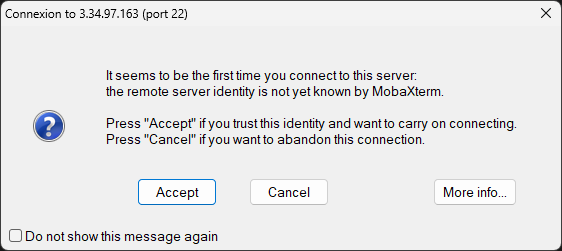 Connexion to 3.34.97.163 (port 22)
It seems to be the first time you connect to this server:
the remote server identity is not yet known by MobaXterm.
Press "Accept" if you trust this identity and want to carry on connecting.
Press "Cancel" if you want to abandon this connection.
Accept
Cancel
More info...
Do not show this message again